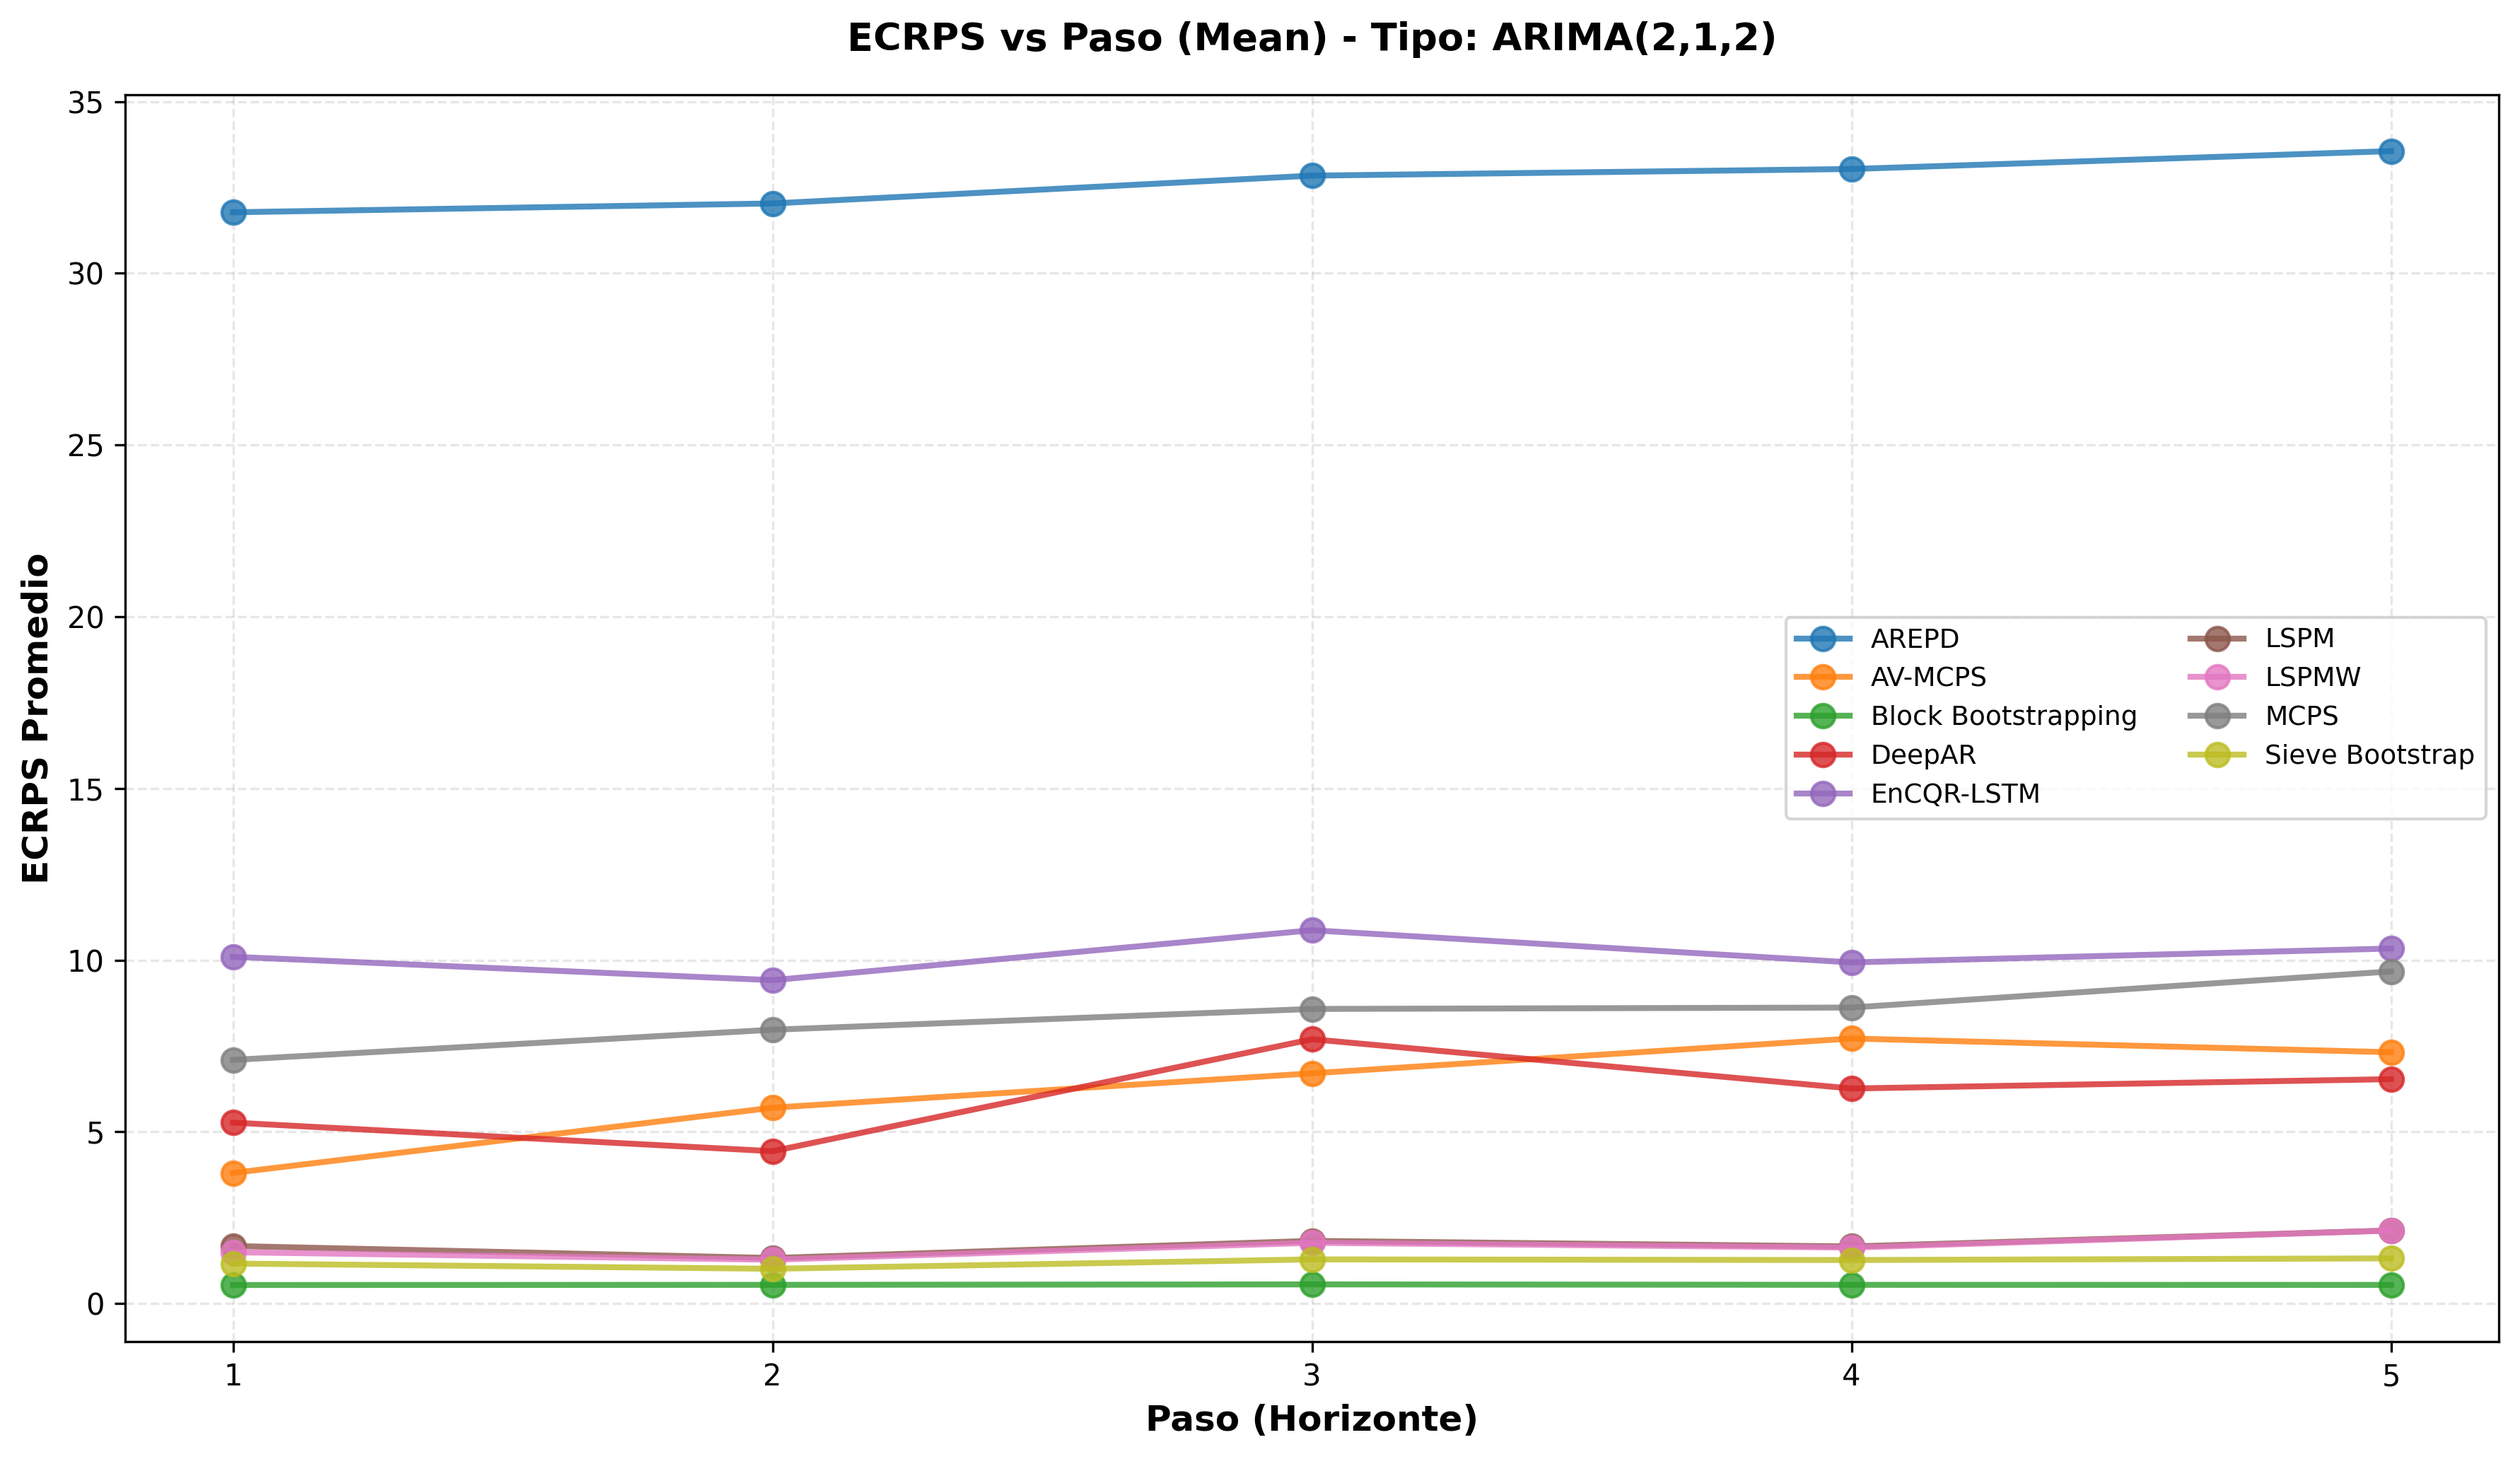 ECRPS vs Paso (Mean) - Tipo: ARIMA(2,1,2)
ECRPS Promedio
35
30
25
20
15
10
5
0
AREPD
AV-MCPS
Block Bootstrapping
DeepAR
EnCQR-LSTM
LSPM
LSPMW
MCPS
Sieve Bootstrap
1 2 3 4 5
Paso (Horizonte)